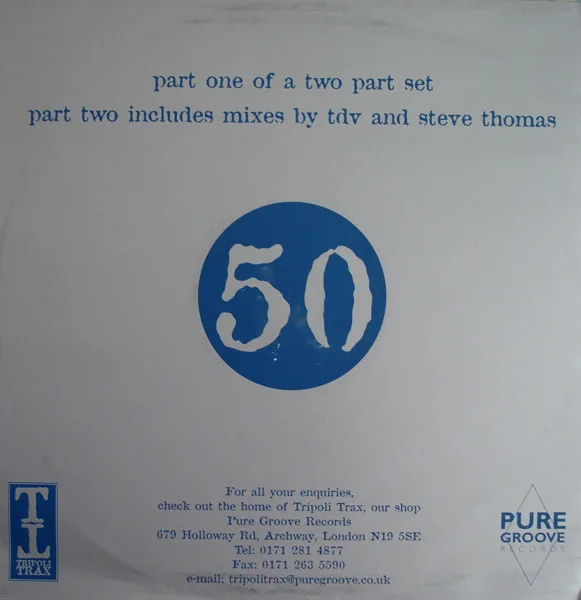 part one of a two part set
part two includes mixes by tdv and steve thomas
50
For all your enquiries,
check out the home of Tripoli Trax, our shop
Pure Groove Records
679 Holloway Rd, Archway, London N19 5SE
Tel: 0171 281 4877
Fax: 0171 263 5590
e-mail; tripolitrax@puregroove.co.uk
TT
TRIPOLI
TRAX
PURE
GROOVE
RECORDS